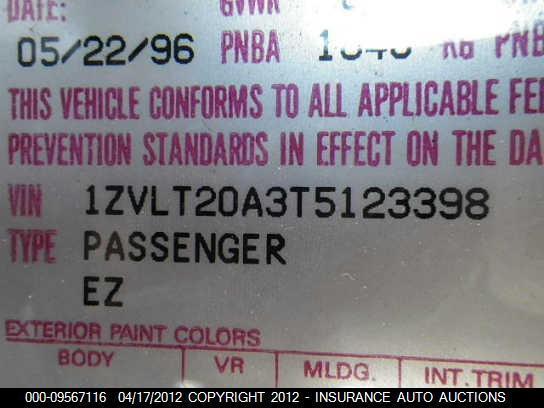 DATE: GVWR
05/22/96 PNBA KG PNB
THIS VEHICLE CONFORMS TO ALL APPLICABLE FE
PREVENTION STANDARDS IN EFFECT ON THE DA
VIN 1ZVLT20A3T5123398
TYPE PASSENGER
EZ
EXTERIOR PAINT COLORS
BODY VR MLDG. INT. TRIM
000-09567116 04/17/2012 COPYRIGHT 2012 - INSURANCE AUTO AUCTIONS